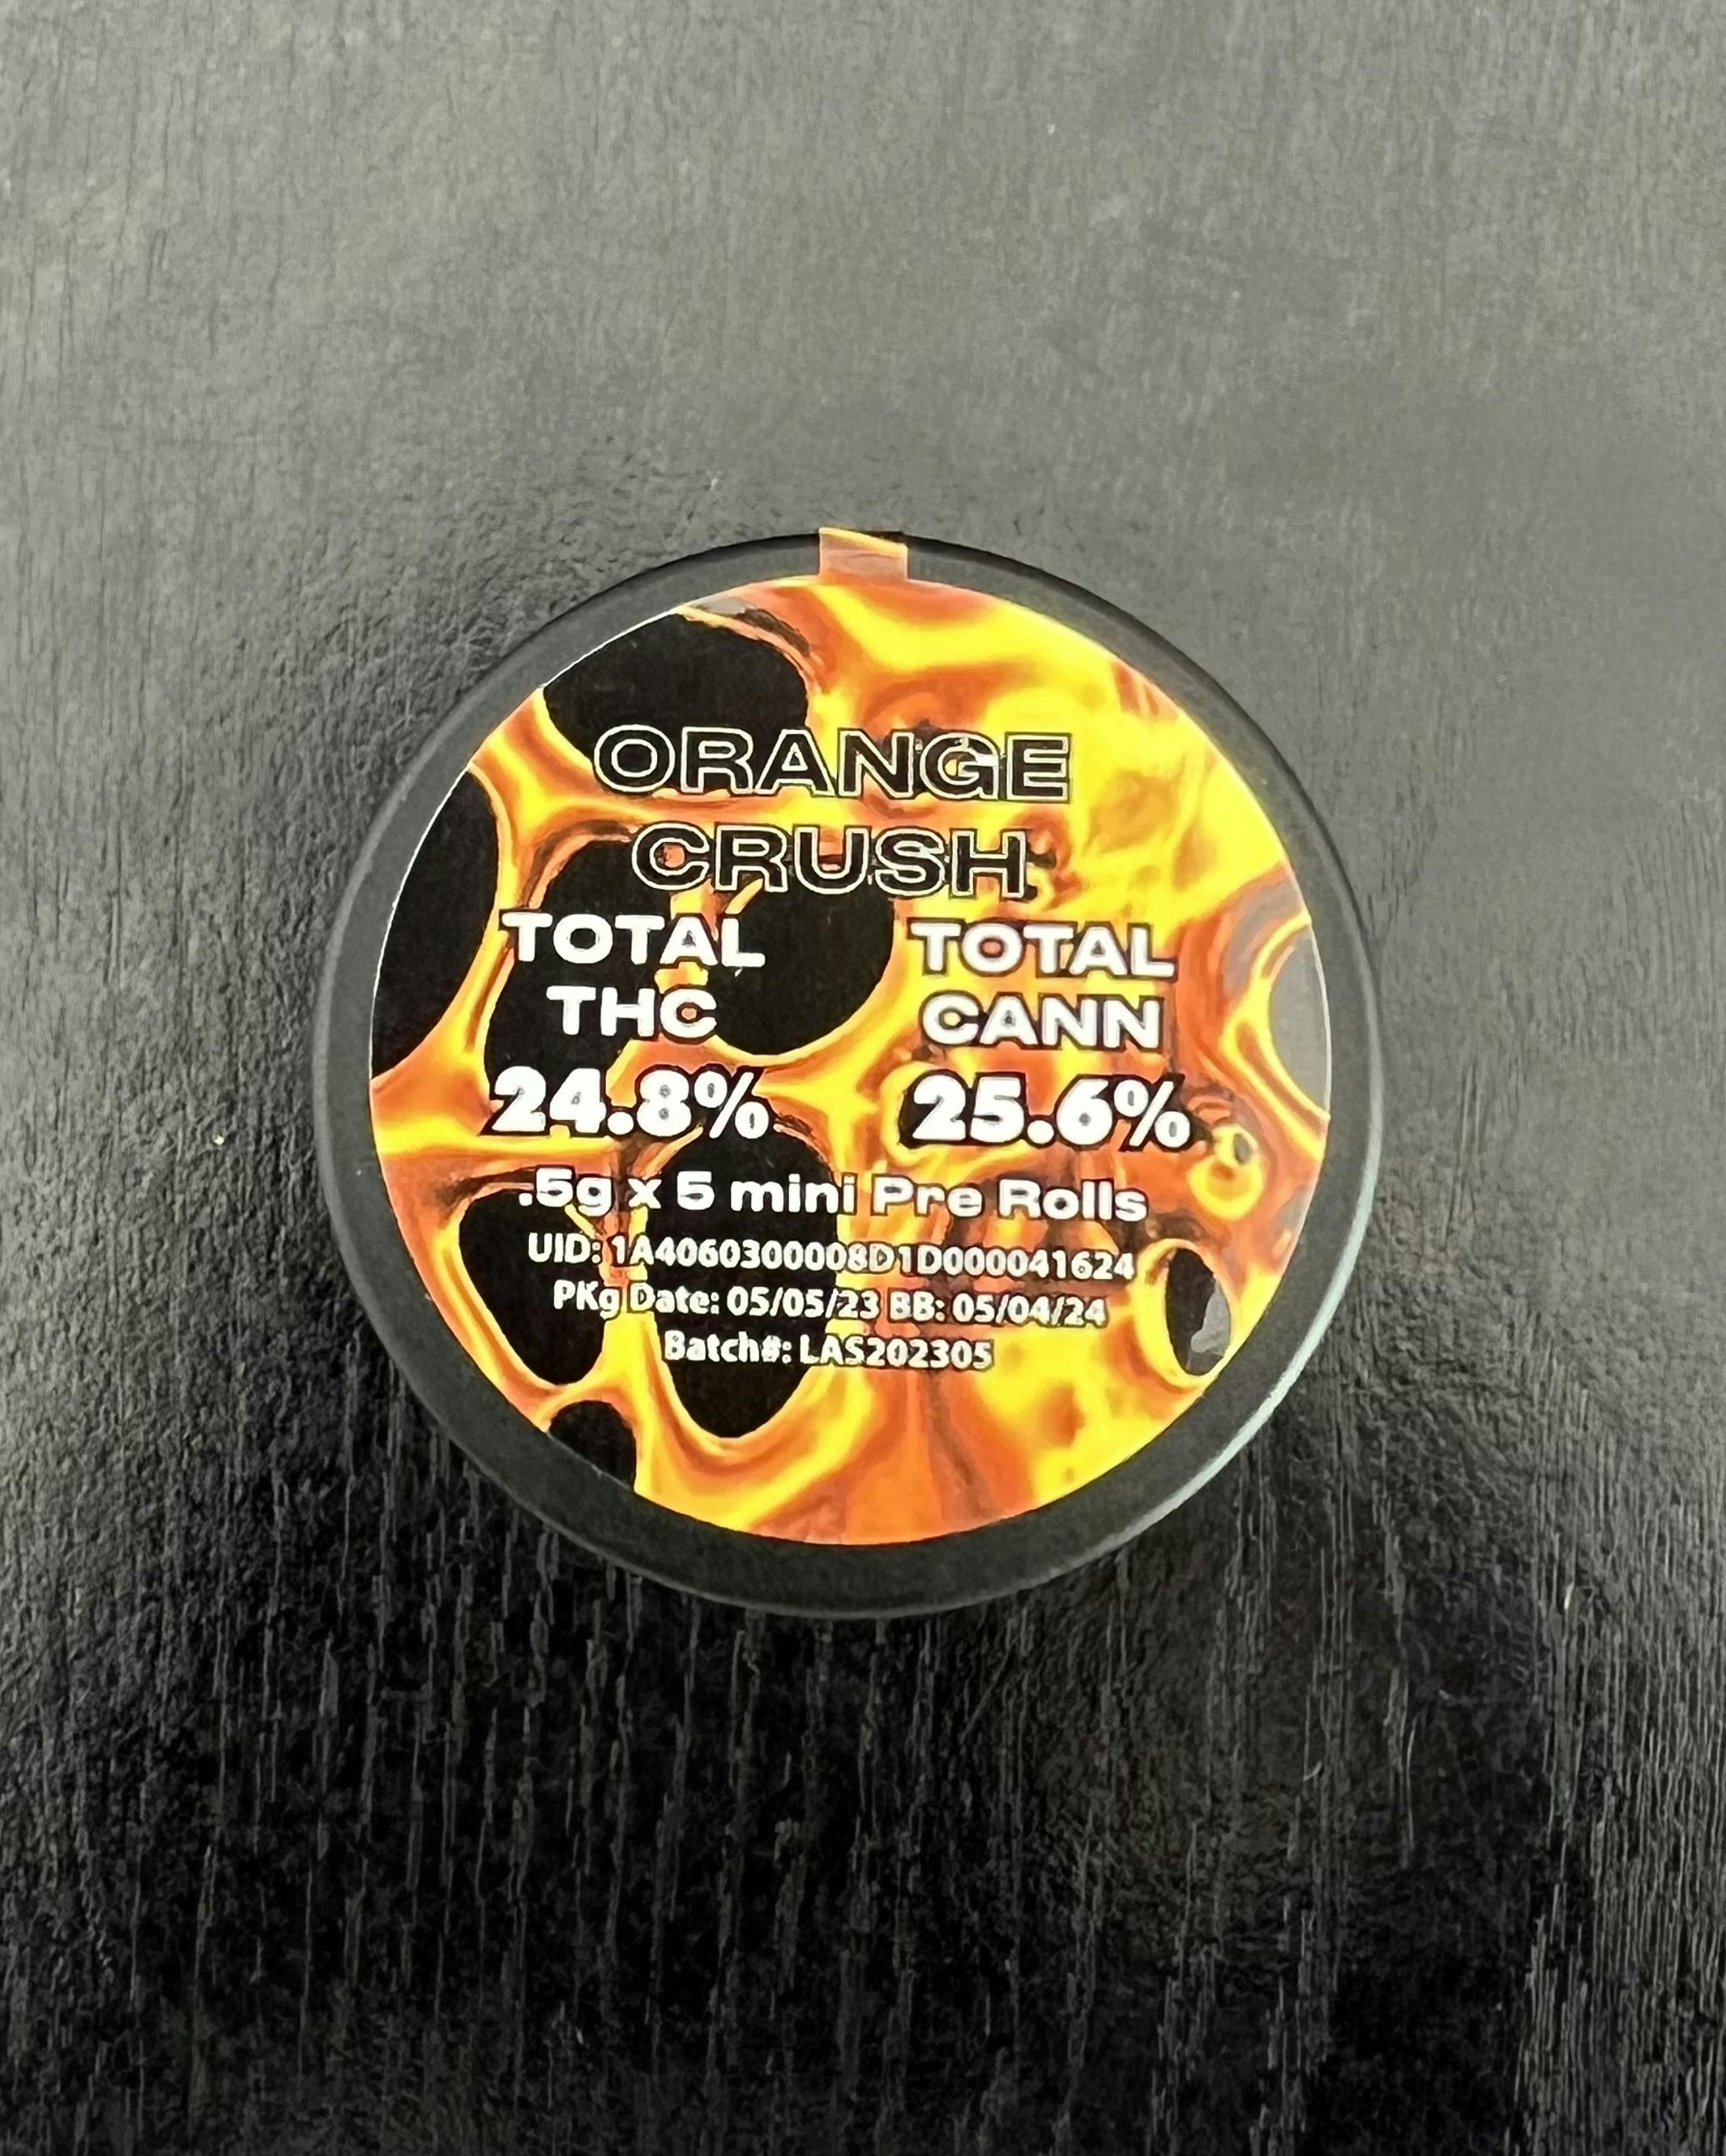 ORANGE
CRUSH
TOTAL
THC
24.8%
TOTAL
CANN
25.6%
.5g x 5 mini Pre Rolls
UID: 1A4060300008D1D000041624
PKg Date: 05/05/23 BB: 05/04/24
Batch#: LAS202305